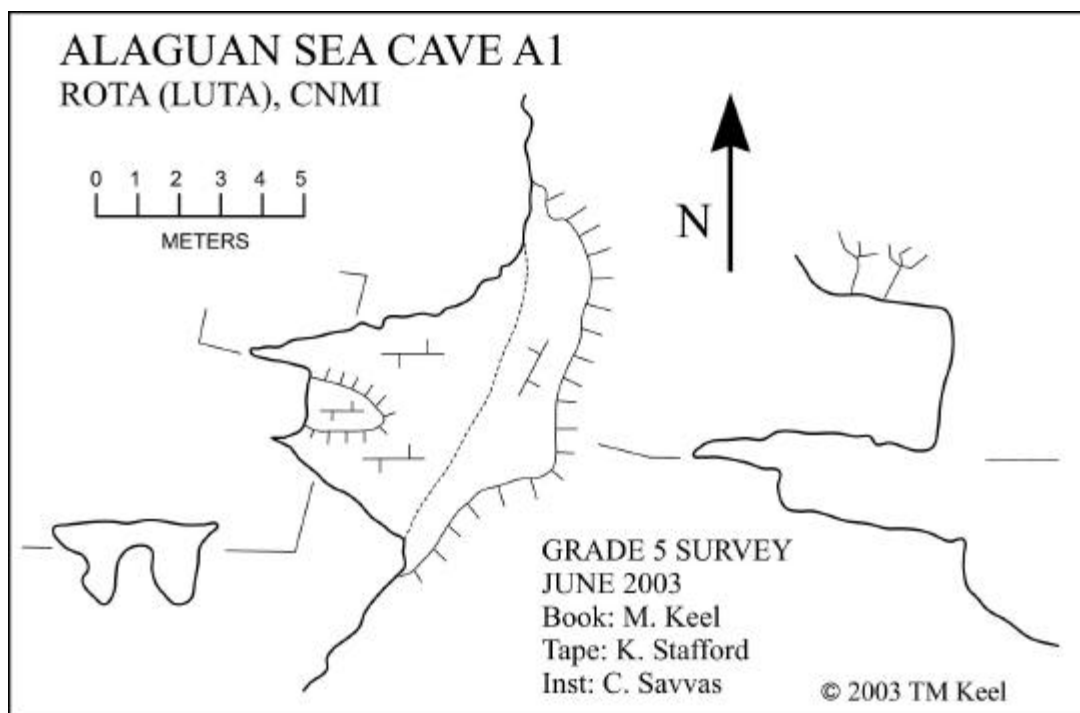 ALAGUAN SEA CAVE A1
ROTA (LUTA), CNMI
0 1 2 3 4 5
METERS
N
GRADE 5 SURVEY
JUNE 2003
Book: M. Keel
Tape: K. Stafford
Inst: C. Savvas
© 2003 TM Keel